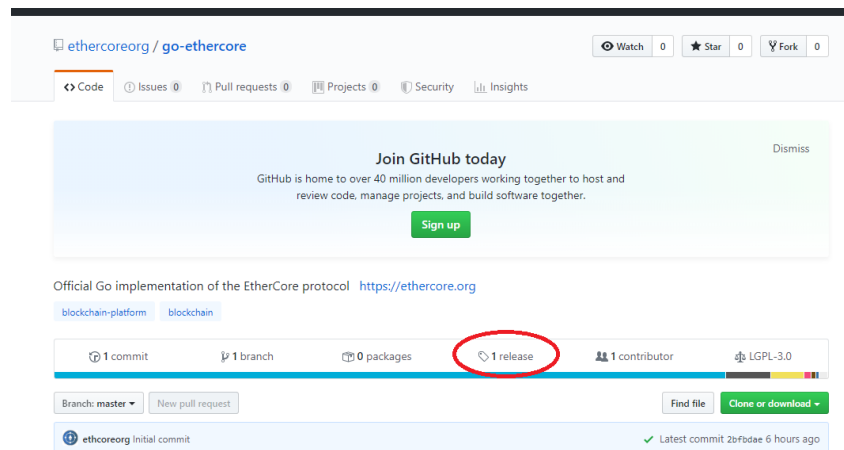 ethercoreorg / go-ethercore
Watch 0 Star 0 Fork 0
Code Issues 0 Pull requests 0 Projects 0 Security Insights
Dismiss
Join GitHub today
GitHub is home to over 40 million developers working together to host and
review code, manage projects, and build software together.
Sign up
Official Go implementation of the EtherCore protocol https://ethercore.org
blockchain-platform blockchain
1 commit 1 branch 0 packages 1 release 1 contributor LGPL-3.0
Branch: master New pull request Find file Clone or download
ethcoreorg Initial commit Latest commit 2bfbdae 6 hours ago